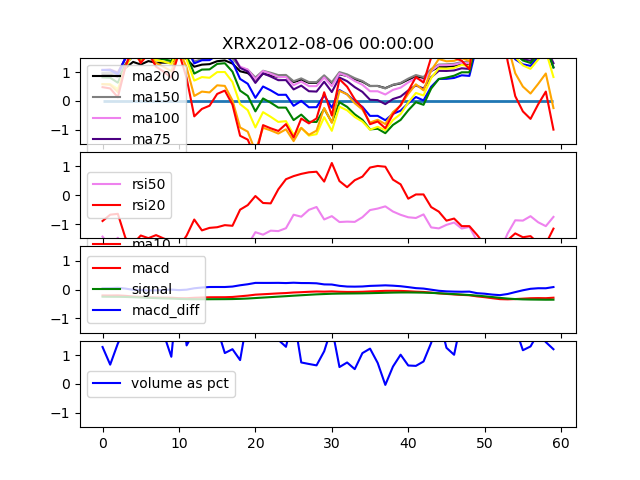 XRX2012-08-06 00:00:00
1
0
−1
ma200
ma150
ma100
ma75
1
0
−1
rsi50
rsi20
ma10
1
0
−1
macd
signal
macd_diff
1
0
−1
volume as pct
0 10 20 30 40 50 60